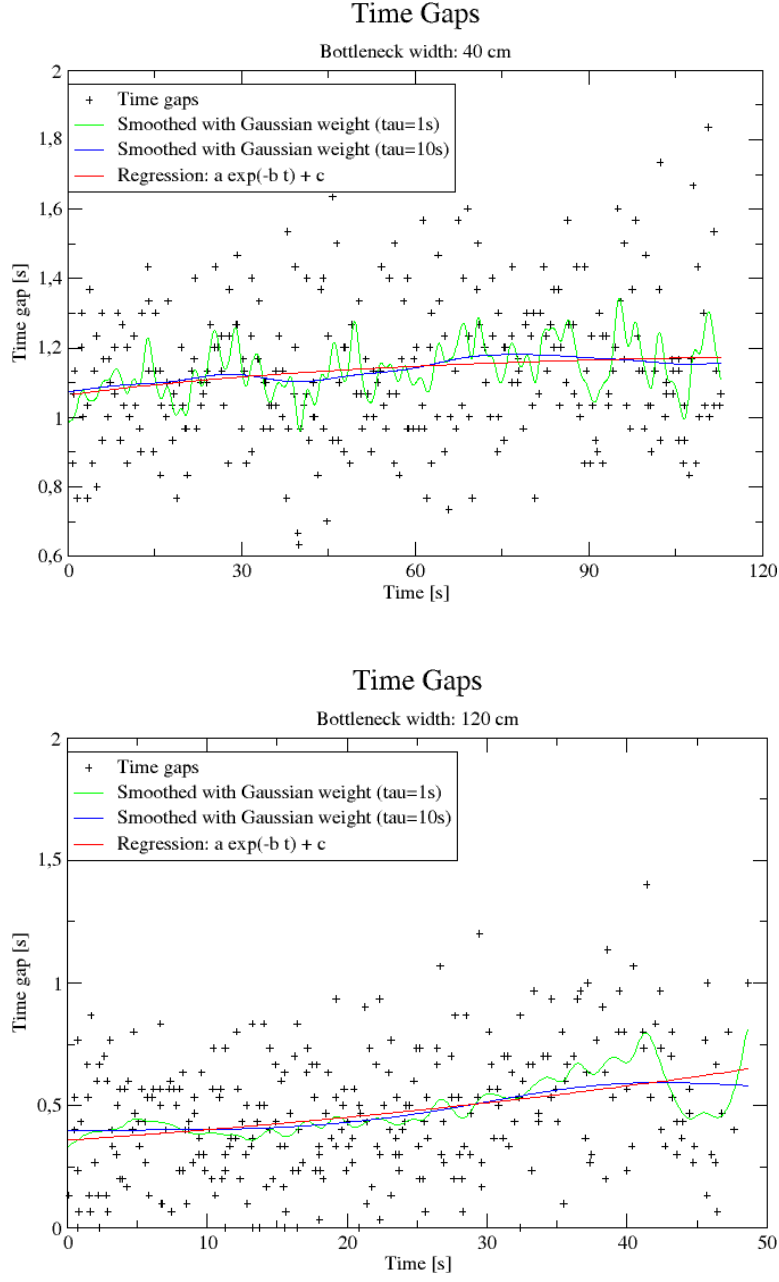 Time Gaps
Bottleneck width: 40 cm
2
1,8
1,6
1,4
1,2
1
0,8
0,6
Time gap [s]
Time gaps
Smoothed with Gaussian weight (tau=1s)
Smoothed with Gaussian weight (tau=10s)
Regression: a exp(-b t) + c
0
30
60
90
120
Time [s]
Time Gaps
Bottleneck width: 120 cm
2
1,5
1
0,5
0
Time gap [s]
Time gaps
Smoothed with Gaussian weight (tau=1s)
Smoothed with Gaussian weight (tau=10s)
Regression: a exp(-b t) + c
0
10
20
30
40
50
Time [s]